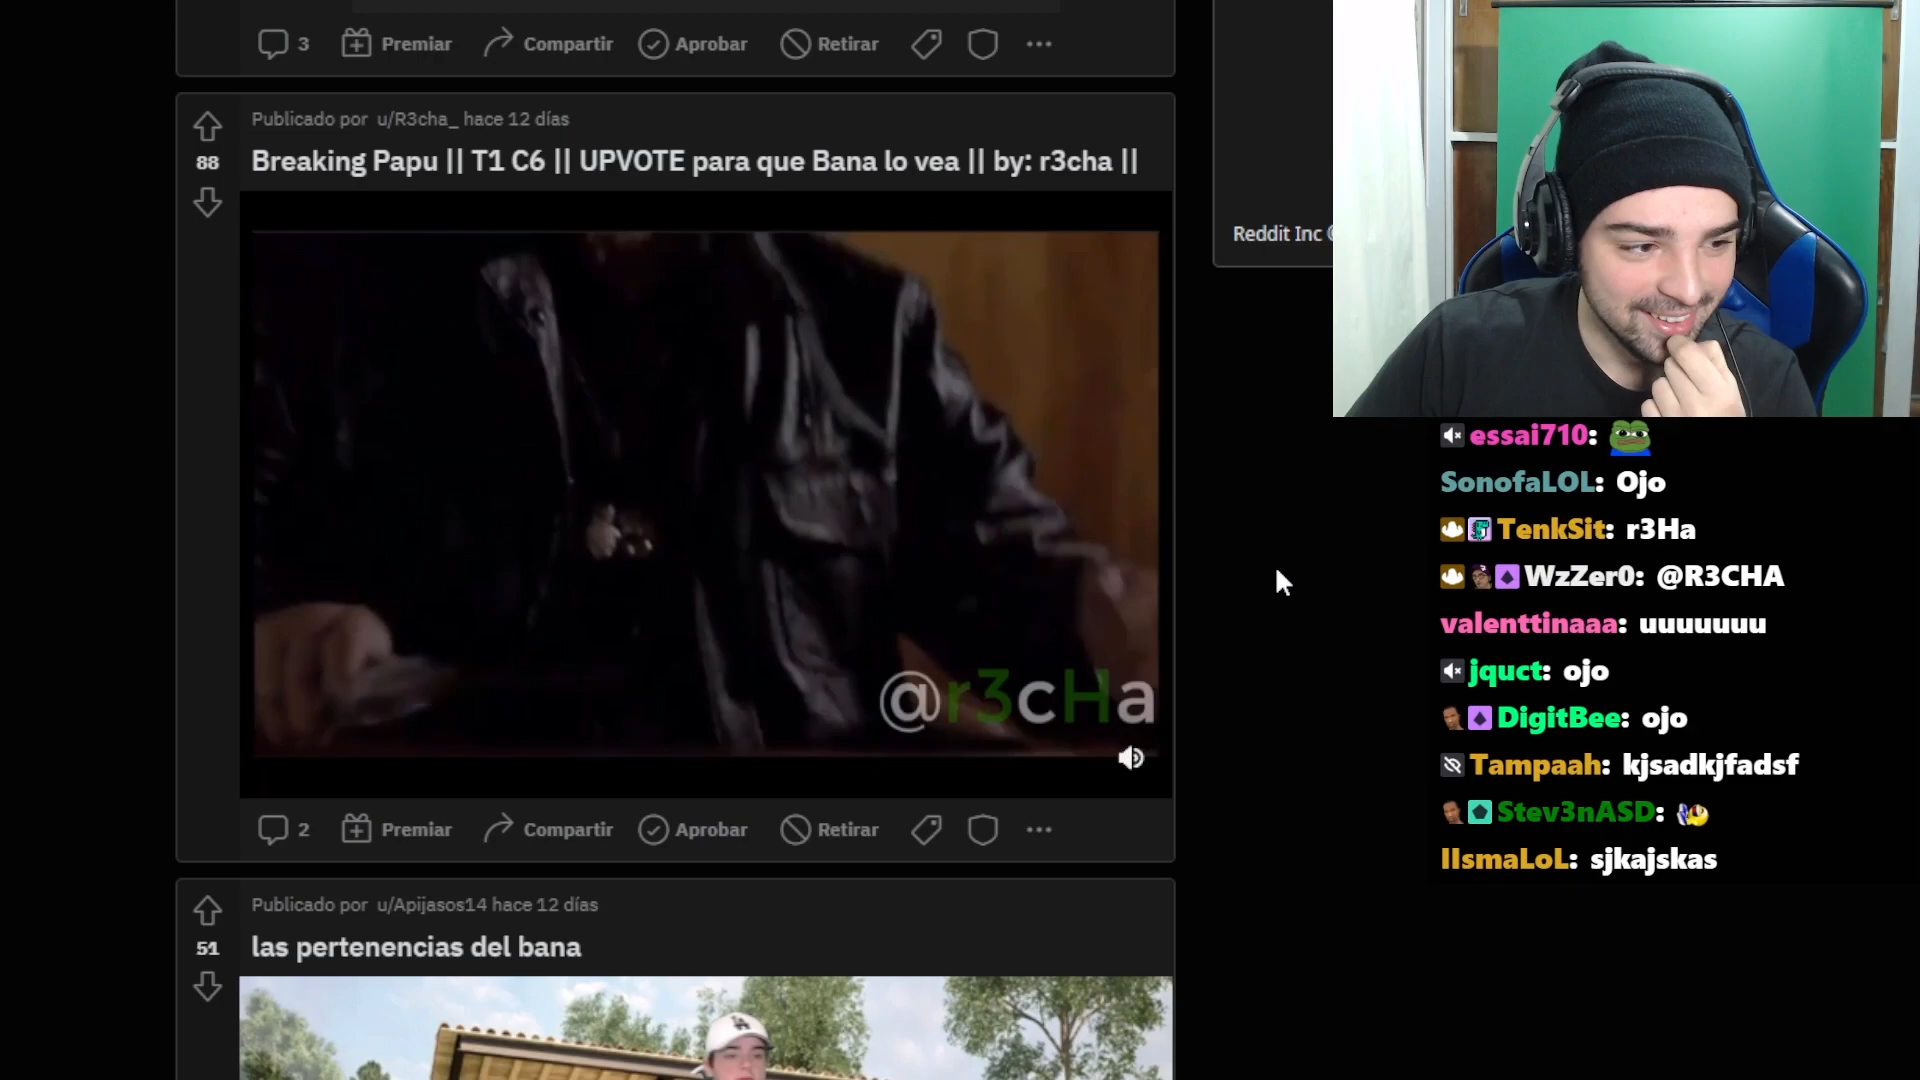 3 Premiar Compartir Aprobar Retirar
Publicado por u/R3cha_ hace 12 días
88
Breaking Papu || T1 C6 || UPVOTE para que Bana lo vea || by: r3cha ||
Reddit Inc ©
@r3cHa
2 Premiar Compartir Aprobar Retirar
Publicado por u/Apijasos14 hace 12 días
51
las pertenencias del bana
LA
essai710:
SonofaLOL: Ojo
TenkSit: r3Ha
WzZer0: @R3CHA
valenttinaaa: uuuuuuu
jquct: ojo
DigitBee: ojo
Tampaah: kjsadkjfadsf
Stev3nASD:
IIsmaLoL: sjkajskas